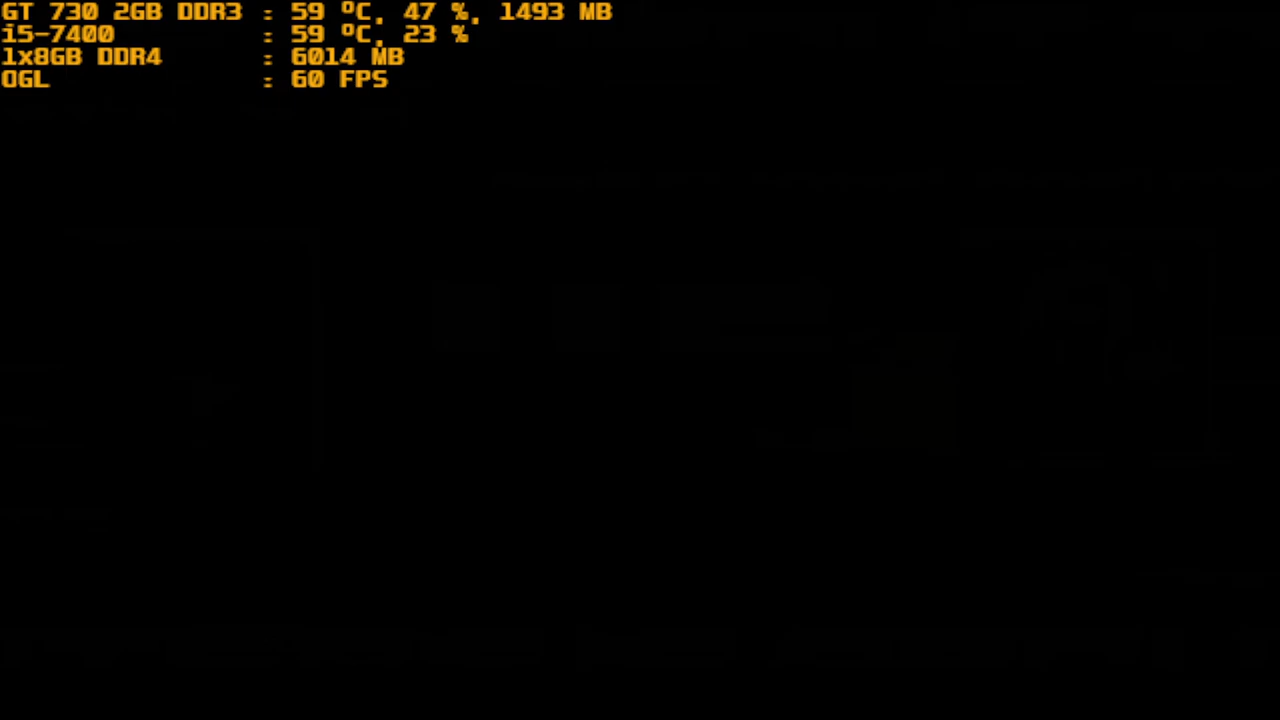 GT 730 2GB DDR3 : 59 ºC, 47 %, 1493 MB
i5-7400 : 59 ºC, 23 %
1x8GB DDR4 : 6014 MB
OGL : 60 FPS